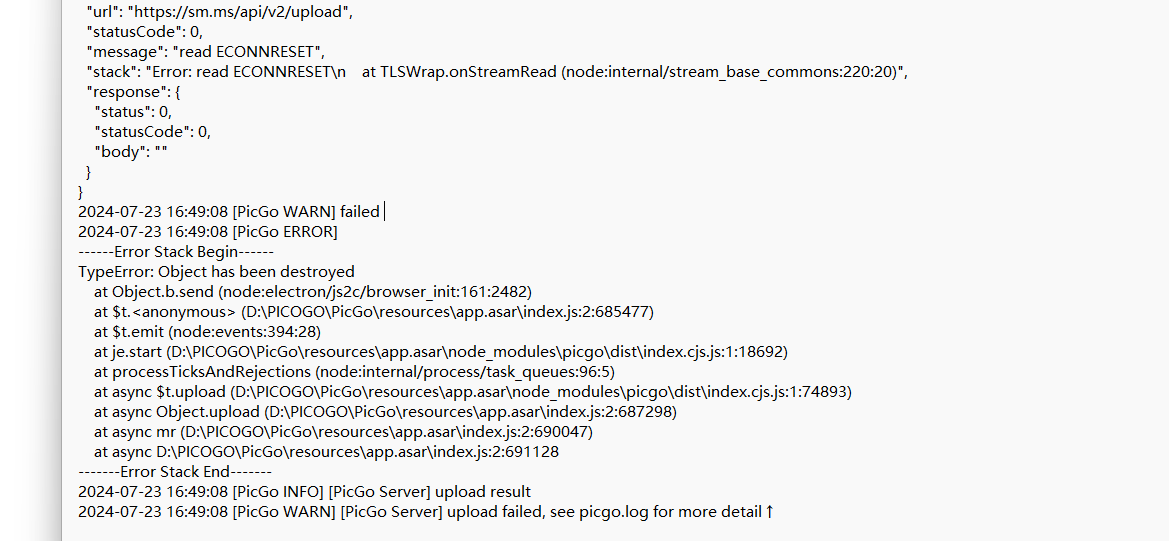 "url": "https://sm.ms/api/v2/upload",
"statusCode": 0,
"message": "read ECONNRESET",
"stack": "Error: read ECONNRESET\n    at TLSWrap.onStreamRead (node:internal/stream_base_commons:220:20)",
"response": {
"status": 0,
"statusCode": 0,
"body": ""
}
}
2024-07-23 16:49:08 [PicGo WARN] failed
2024-07-23 16:49:08 [PicGo ERROR]
------Error Stack Begin------
TypeError: Object has been destroyed
at Object.b.send (node:electron/js2c/browser_init:161:2482)
at $t.<anonymous> (D:\PICOGO\PicGo\resources\app.asar\index.js:2:685477)
at $t.emit (node:events:394:28)
at je.start (D:\PICOGO\PicGo\resources\app.asar\node_modules\picgo\dist\index.cjs.js:1:18692)
at processTicksAndRejections (node:internal/process/task_queues:96:5)
at async $t.upload (D:\PICOGO\PicGo\resources\app.asar\node_modules\picgo\dist\index.cjs.js:1:74893)
at async Object.upload (D:\PICOGO\PicGo\resources\app.asar\index.js:2:687298)
at async mr (D:\PICOGO\PicGo\resources\app.asar\index.js:2:690047)
at async D:\PICOGO\PicGo\resources\app.asar\index.js:2:691128
-------Error Stack End-------
2024-07-23 16:49:08 [PicGo INFO] [PicGo Server] upload result
2024-07-23 16:49:08 [PicGo WARN] [PicGo Server] upload failed, see picgo.log for more detail ↑